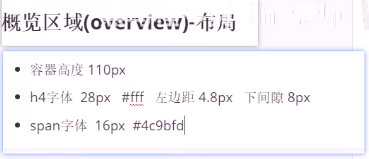 概览区域(overview)-布局
容器高度 110px
h4字体 28px #fff 左边距 4.8px 下间隙 8px
span字体 16px #4c9bfd